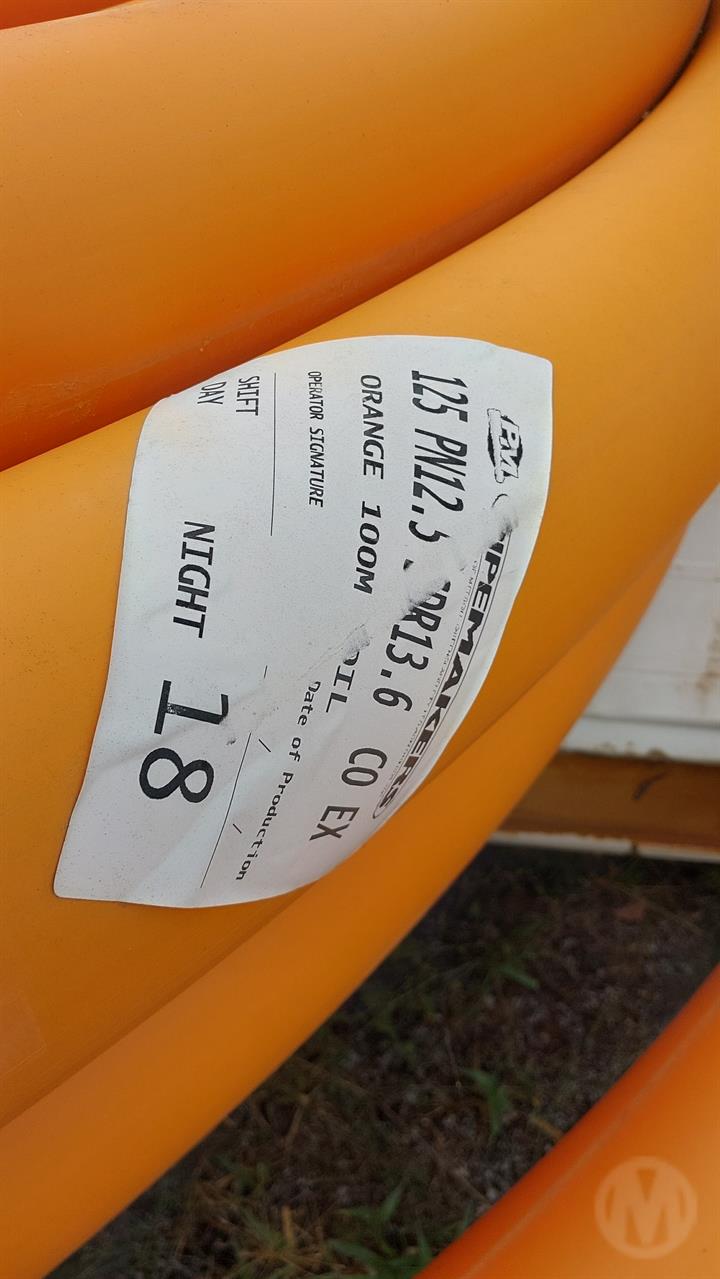 PM PIPEMAKERS
125 PN12.5 SDR13.6 CO EX
ORANGE 100M OIL
OPERATOR SIGNATURE
Date of Production
/ /
SHIFT
DAY NIGHT 18
M